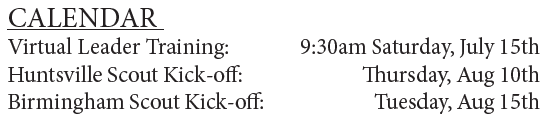 CALENDAR
Virtual Leader Training: 9:30am Saturday, July 15th
Huntsville Scout Kick-off: Thursday, Aug 10th
Birmingham Scout Kick-off: Tuesday, Aug 15th